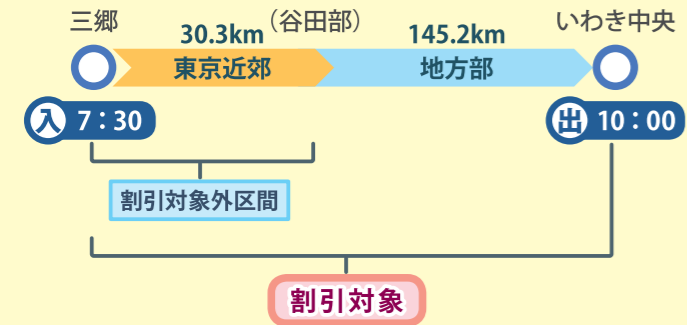 三郷
(谷田部)
いわき中央
30.3km
145.2km
東京近郊
地方部
入 7：30
出 10：00
割引対象外区間
割引対象